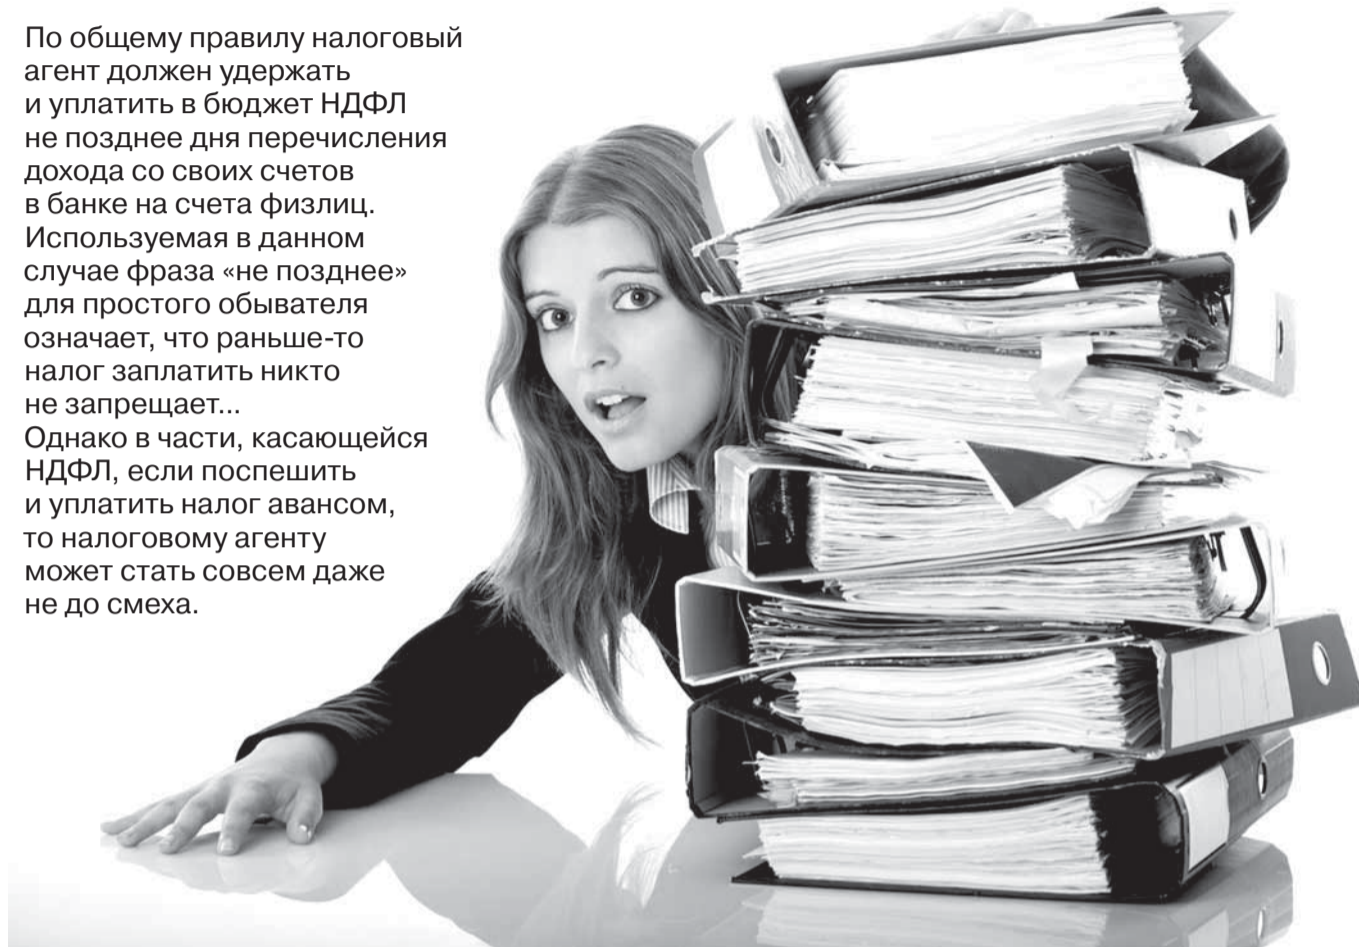 По общему правилу налоговый
агент должен удержать
и уплатить в бюджет НДФЛ
не позднее дня перечисления
дохода со своих счетов
в банке на счета физлиц.
Используемая в данном
случае фраза «не позднее»
для простого обывателя
означает, что раньше-то
налог заплатить никто
не запрещает...
Однако в части, касающейся
НДФЛ, если поспешить
и уплатить налог авансом,
то налоговому агенту
может стать совсем даже
не до смеха.